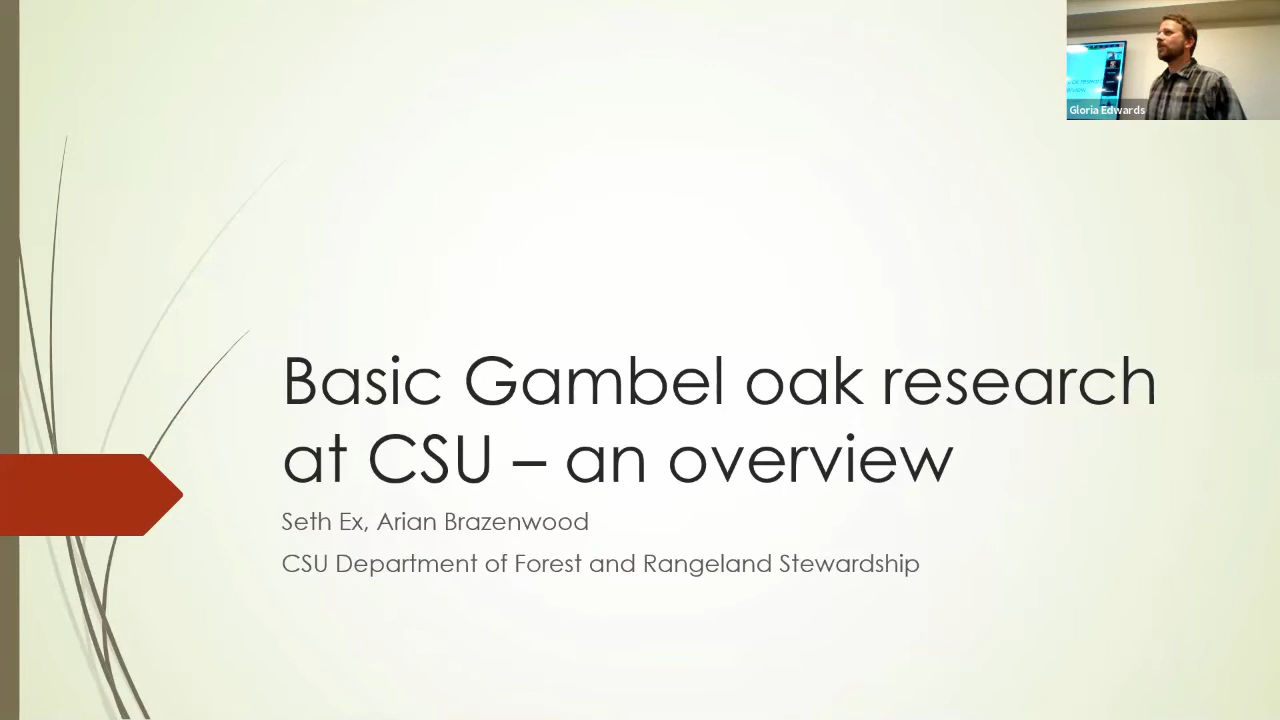 Gloria Edwards
Basic Gambel oak research
at CSU – an overview
Seth Ex, Arian Brazenwood
CSU Department of Forest and Rangeland Stewardship